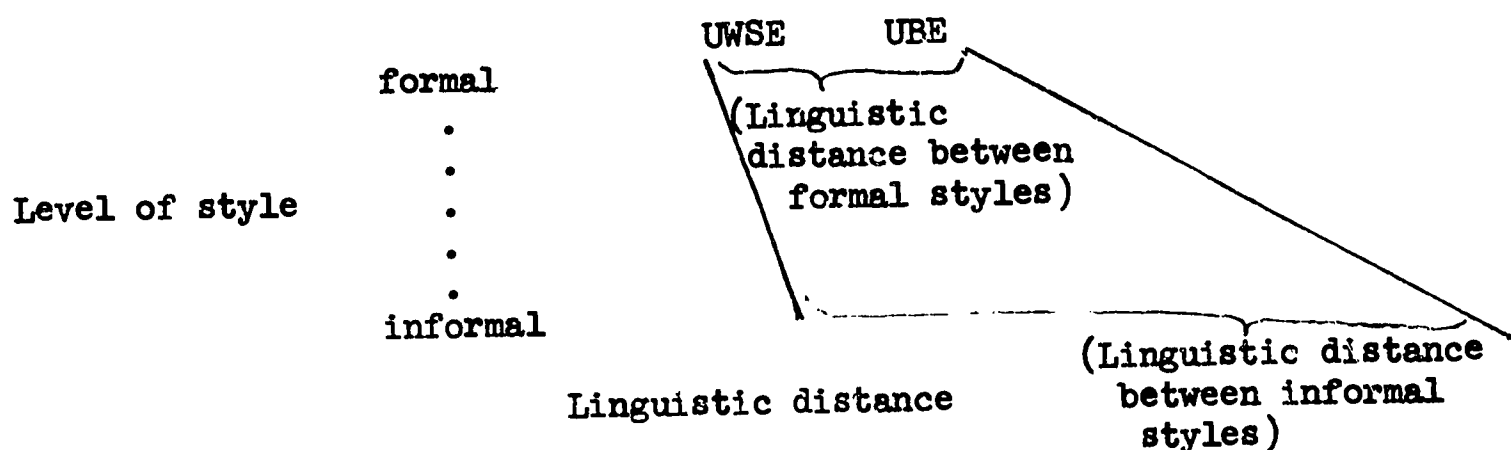 UWSE UBE
formal
(Linguistic
distance between
formal styles)
Level of style
informal
(Linguistic distance
between informal
styles)
Linguistic distance